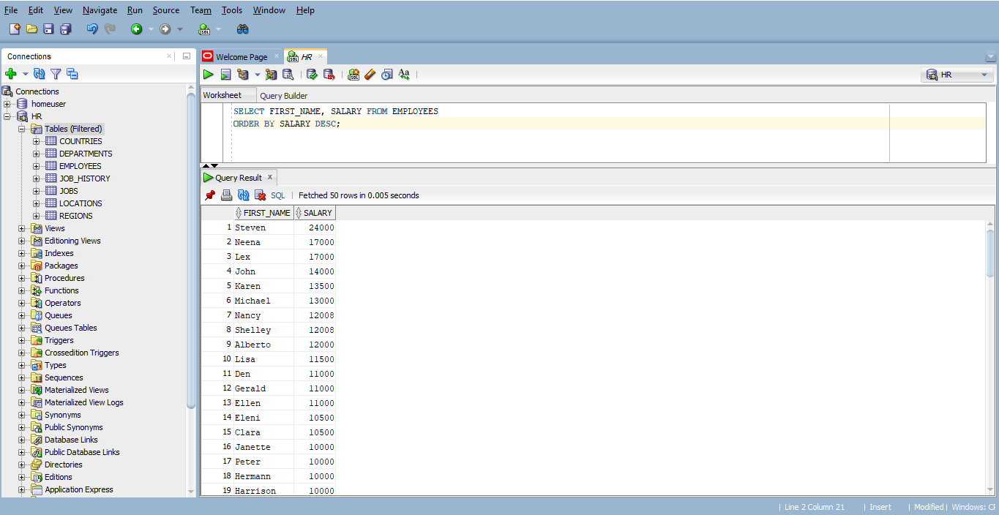 File Edit View Navigate Run Source Team Tools Window Help
SQL
Connections
Connections
homeuser
HR
Tables (Filtered)
COUNTRIES
DEPARTMENTS
EMPLOYEES
JOB_HISTORY
JOBS
LOCATIONS
REGIONS
Views
Editioning Views
Indexes
Packages
Procedures
Functions
Operators
Queues
Queues Tables
Triggers
Crossedition Triggers
Types
Sequences
Materialized Views
Materialized View Logs
Synonyms
Public Synonyms
Database Links
Public Database Links
Directories
Editions
Application Express
Welcome Page HR
SQL Aa HR
Worksheet Query Builder
SELECT FIRST_NAME, SALARY FROM EMPLOYEES
ORDER BY SALARY DESC;
Query Result
SQL | Fetched 50 rows in 0.005 seconds
FIRST_NAME SALARY
1 Steven 24000
2 Neena 17000
3 Lex 17000
4 John 14000
5 Karen 13500
6 Michael 13000
7 Nancy 12008
8 Shelley 12008
9 Alberto 12000
10 Lisa 11500
11 Den 11000
12 Gerald 11000
13 Ellen 11000
14 Eleni 10500
15 Clara 10500
16 Janette 10000
17 Peter 10000
18 Hermann 10000
19 Harrison 10000
| Line 2 Column 21 | Insert | Modified | Windows: